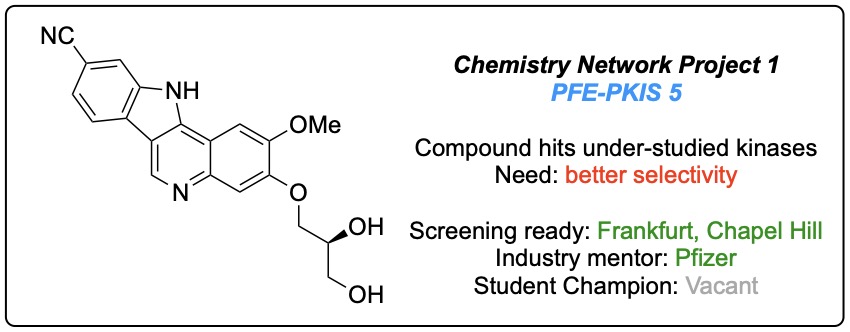 NC
NH
OMe
N
O
OH
OH
Chemistry Network Project 1
PFE-PKIS 5
Compound hits under-studied kinases
Need: better selectivity
Screening ready: Frankfurt, Chapel Hill
Industry mentor: Pfizer
Student Champion: Vacant